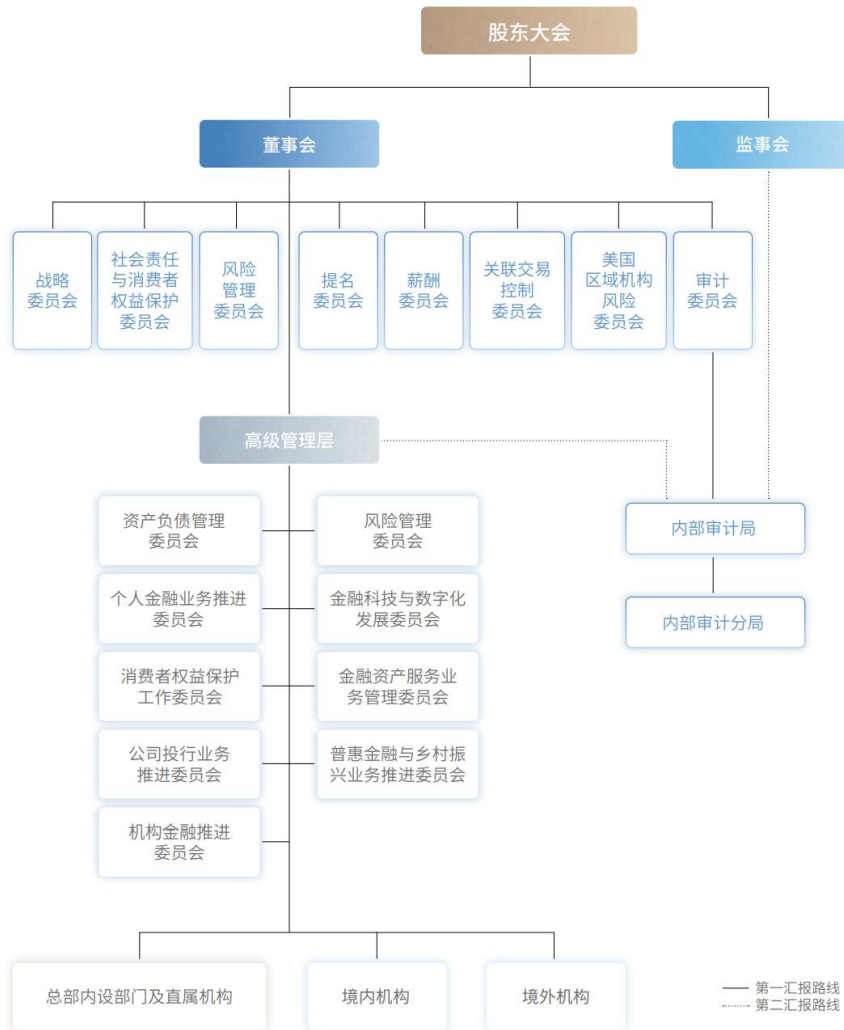 股东大会
董事会
监事会
战略
委员会
社会责任
与消费者
权益保护
委员会
风险
管理
委员会
提名
委员会
薪酬
委员会
关联交易
控制
委员会
美国
区域机构
风险
委员会
审计
委员会
高级管理层
资产负债管理
委员会
风险管理
委员会
内部审计局
个人金融业务推进
委员会
金融科技与数字化
发展委员会
内部审计分局
消费者权益保护
工作委员会
金融资产服务业
务管理委员会
公司投行业务
推进委员会
普惠金融与乡村振
兴业务推进委员会
机构金融推进
委员会
总部内设部门及直属机构
境内机构
境外机构
第一汇报路线
第二汇报路线